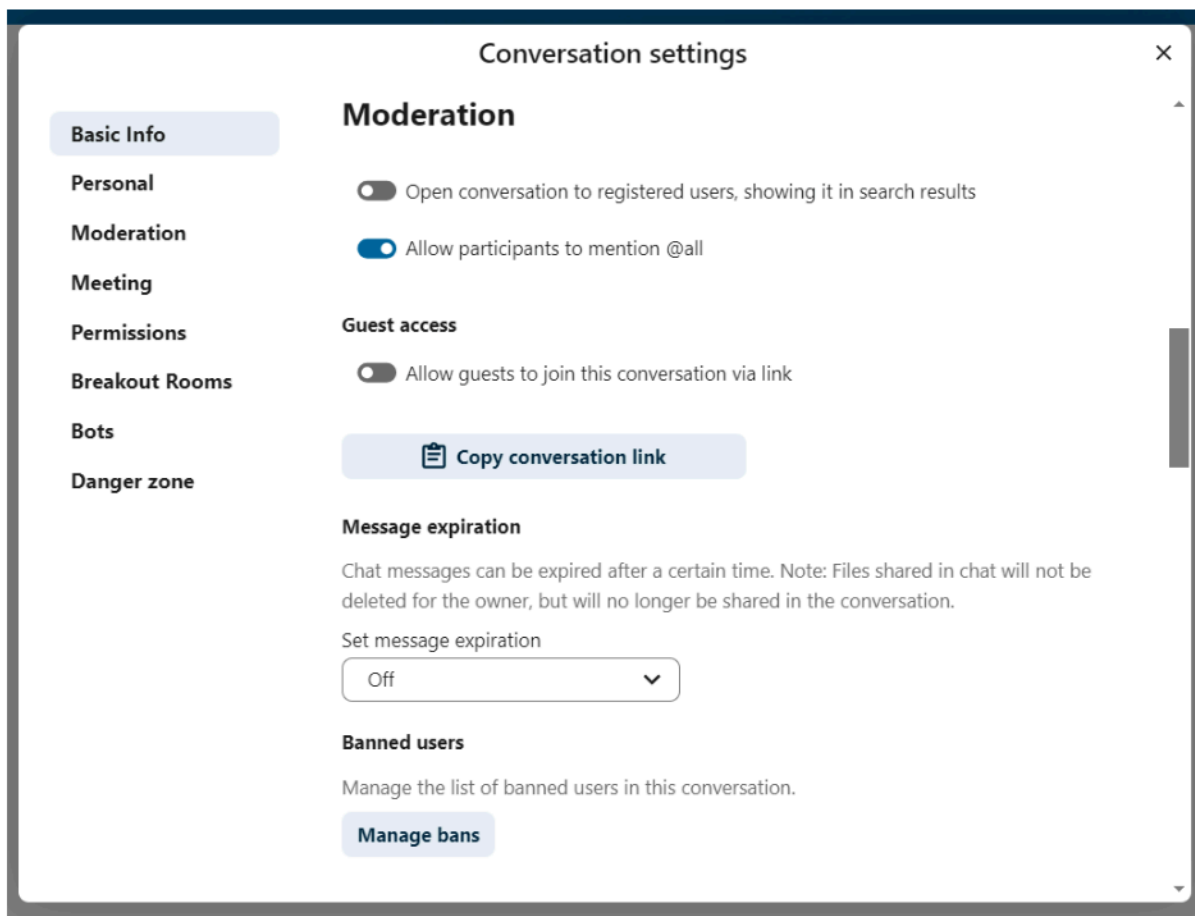 Conversation settings
Basic Info
Personal
Moderation
Meeting
Permissions
Breakout Rooms
Bots
Danger zone
Moderation
Open conversation to registered users, showing it in search results
Allow participants to mention @all
Guest access
Allow guests to join this conversation via link
Copy conversation link
Message expiration
Chat messages can be expired after a certain time. Note: Files shared in chat will not be
deleted for the owner, but will no longer be shared in the conversation.
Set message expiration
Off
Banned users
Manage the list of banned users in this conversation.
Manage bans